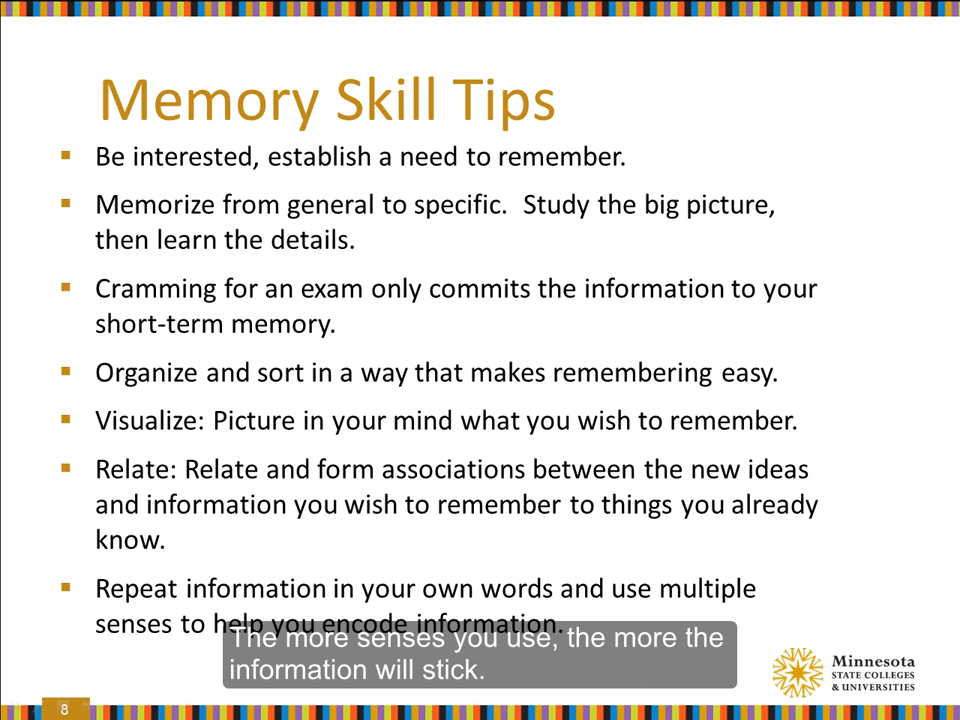 Memory Skill Tips
▪ Be interested, establish a need to remember.
▪ Memorize from general to specific.  Study the big picture,
then learn the details.
▪ Cramming for an exam only commits the information to your
short-term memory.
▪ Organize and sort in a way that makes remembering easy.
▪ Visualize: Picture in your mind what you wish to remember.
▪ Relate: Relate and form associations between the new ideas
and information you wish to remember to things you already
know.
▪ Repeat information in your own words and use multiple
senses to help you encode information.
The more senses you use, the more the
information will stick.
Minnesota
STATE COLLEGES
& UNIVERSITIES
8